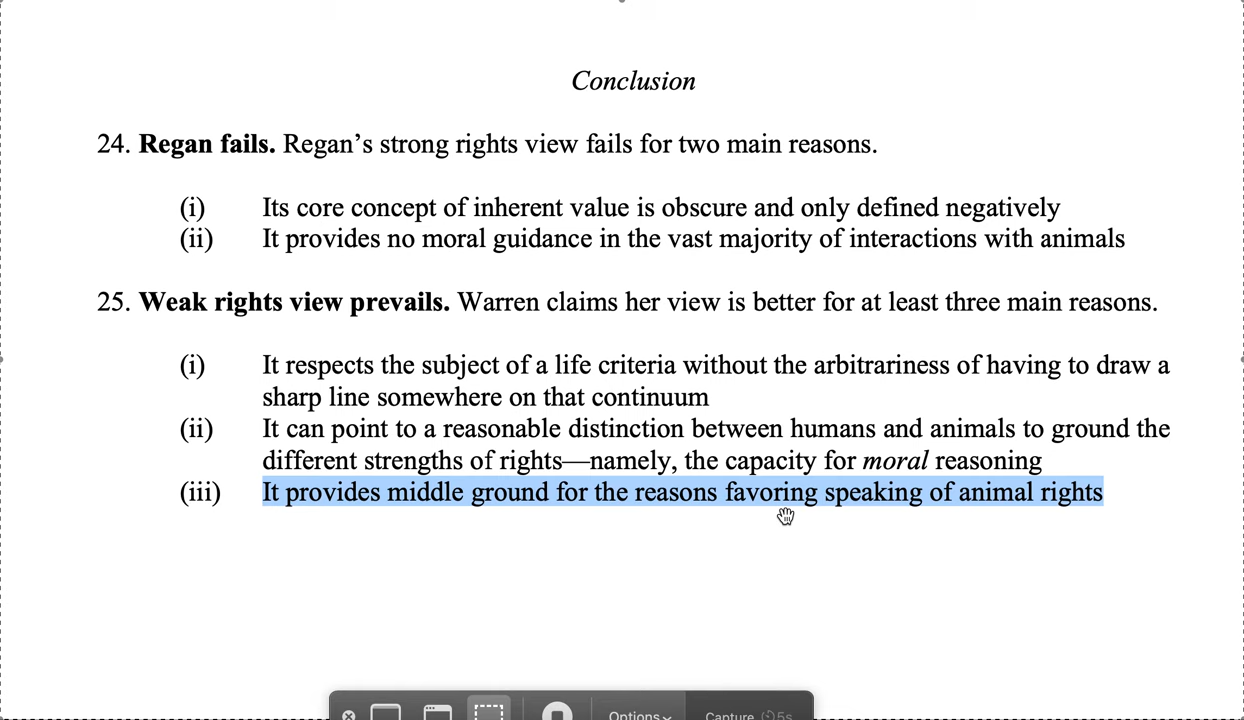 Conclusion
24. Regan fails. Regan’s strong rights view fails for two main reasons.
(i) Its core concept of inherent value is obscure and only defined negatively
(ii) It provides no moral guidance in the vast majority of interactions with animals
25. Weak rights view prevails. Warren claims her view is better for at least three main reasons.
(i) It respects the subject of a life criteria without the arbitrariness of having to draw a
sharp line somewhere on that continuum
(ii) It can point to a reasonable distinction between humans and animals to ground the
different strengths of rights—namely, the capacity for moral reasoning
(iii) It provides middle ground for the reasons favoring speaking of animal rights
Options Capture 5s